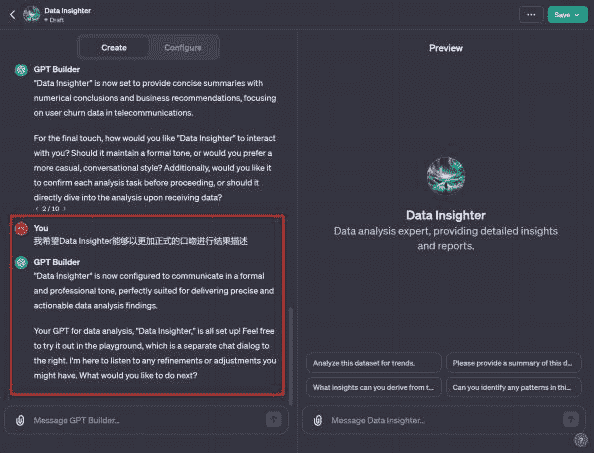 Data Insighter
Draft
Save
Create
Configure
GPT Builder
"Data Insighter" is now set to provide concise summaries with
numerical conclusions and business recommendations, focusing
on user churn data in telecommunications.
For the final touch, how would you like "Data Insighter" to interact
with you? Should it maintain a formal tone, or would you prefer a
more casual, conversational style? Additionally, would you like it
to confirm each analysis task before proceeding, or should it
directly dive into the analysis upon receiving data?
2 / 10
You
我希望Data Insighter能够以更加正式的口吻进行结果描述
GPT Builder
"Data Insighter" is now configured to communicate in a formal
and professional tone, perfectly suited for delivering precise and
actionable data analysis findings.
Your GPT for data analysis, "Data Insighter," is all set up! Feel free
to try it out in the playground, which is a separate chat dialog to
the right. I'm here to listen to any refinements or adjustments you
might have. What would you like to do next?
Message GPT Builder...
Preview
Data Insighter
Data analysis expert, providing detailed insights
and reports.
Analyze this dataset for trends.
Please provide a summary of this d...
What insights can you derive from t...
Can you identify any patterns in thi...
Message Data Insighter...
?